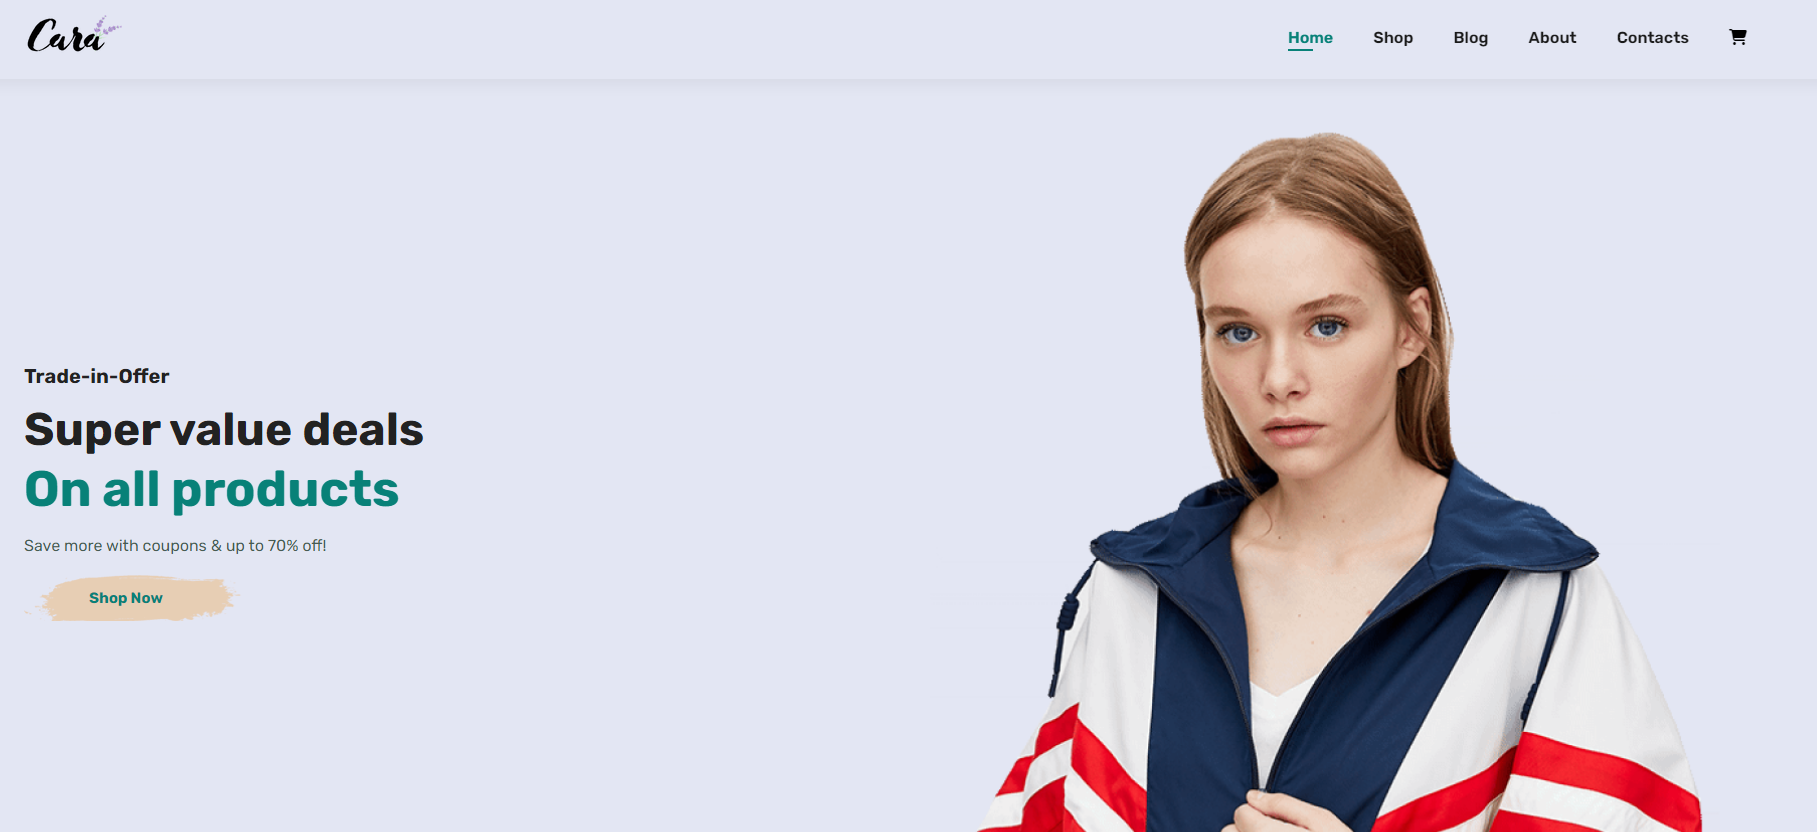 Cara
Home Shop Blog About Contacts
Trade-in-Offer
Super value deals
On all products
Save more with coupons & up to 70% off!
Shop Now